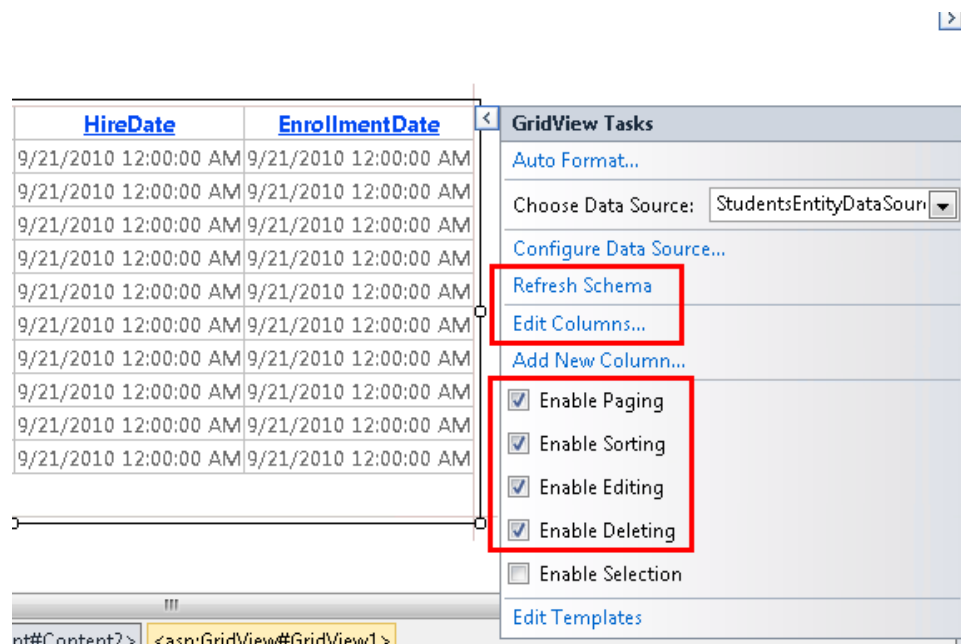 HireDate EnrollmentDate
9/21/2010 12:00:00 AM 9/21/2010 12:00:00 AM
9/21/2010 12:00:00 AM 9/21/2010 12:00:00 AM
9/21/2010 12:00:00 AM 9/21/2010 12:00:00 AM
9/21/2010 12:00:00 AM 9/21/2010 12:00:00 AM
9/21/2010 12:00:00 AM 9/21/2010 12:00:00 AM
9/21/2010 12:00:00 AM 9/21/2010 12:00:00 AM
9/21/2010 12:00:00 AM 9/21/2010 12:00:00 AM
9/21/2010 12:00:00 AM 9/21/2010 12:00:00 AM
9/21/2010 12:00:00 AM 9/21/2010 12:00:00 AM
9/21/2010 12:00:00 AM 9/21/2010 12:00:00 AM
GridView Tasks
Auto Format...
Choose Data Source: StudentsEntityDataSour
Configure Data Source...
Refresh Schema
Edit Columns...
Add New Column...
Enable Paging
Enable Sorting
Enable Editing
Enable Deleting
Enable Selection
Edit Templates
nt#Content2> <asp:GridView#GridView1>